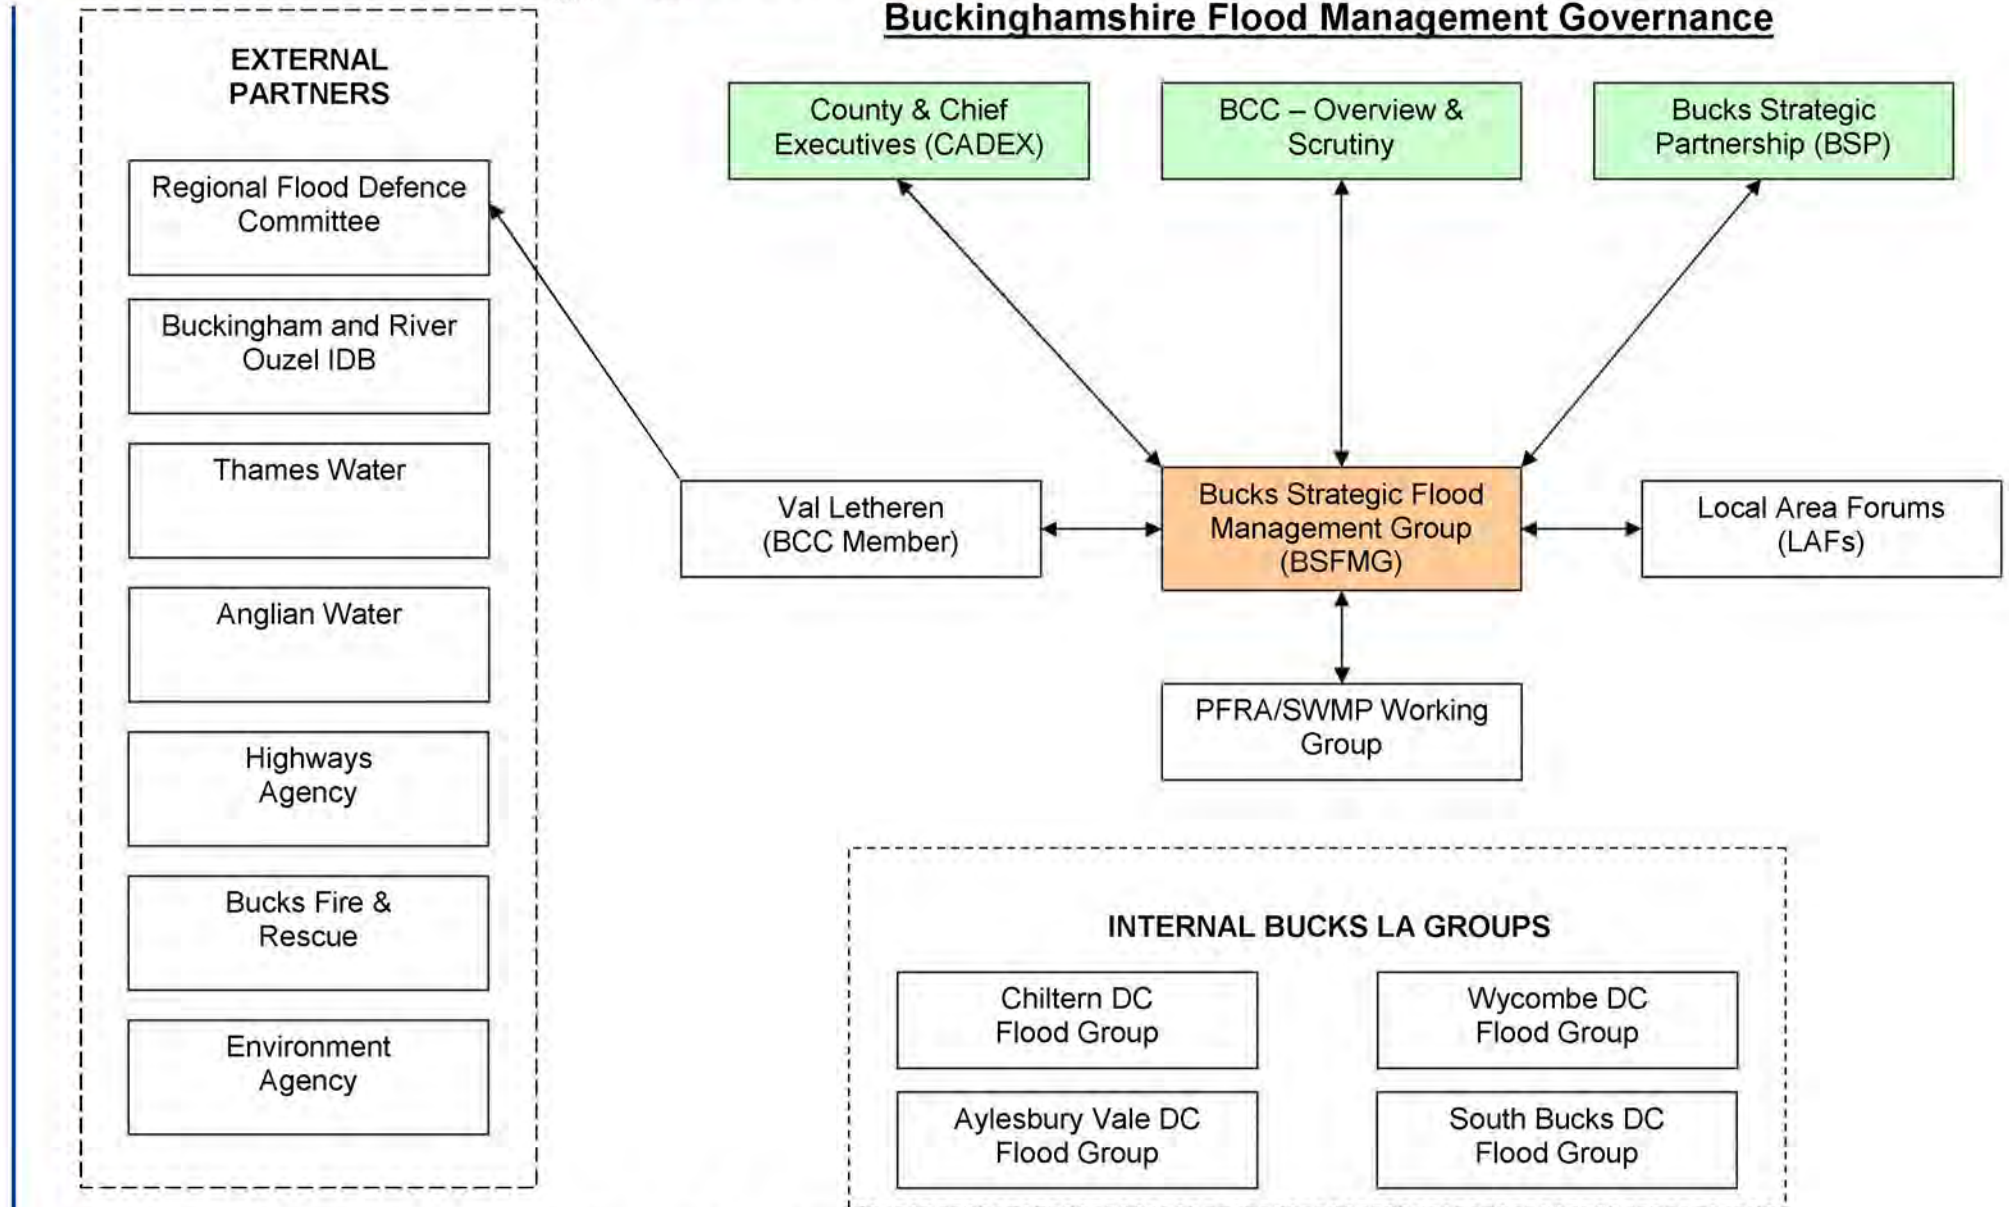 Buckinghamshire Flood Management Governance
EXTERNAL
PARTNERS
Regional Flood Defence
Committee
Buckingham and River
Ouzel IDB
Thames Water
Anglian Water
Highways
Agency
Bucks Fire &
Rescue
Environment
Agency
County & Chief
Executives (CADEX)
BCC – Overview &
Scrutiny
Bucks Strategic
Partnership (BSP)
Val Letheren
(BCC Member)
Bucks Strategic Flood
Management Group
(BSFMG)
Local Area Forums
(LAFs)
PFRA/SWMP Working
Group
INTERNAL BUCKS LA GROUPS
Chiltern DC
Flood Group
Wycombe DC
Flood Group
Aylesbury Vale DC
Flood Group
South Bucks DC
Flood Group